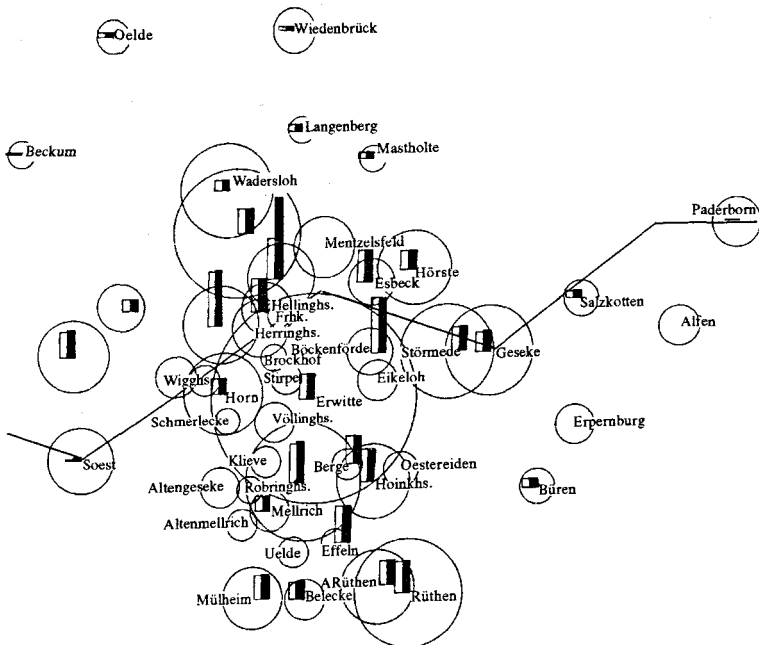 Wiedenbrück
Oelde
Langenberg
Mastholte
Beckum
Wadersloh
Paderborn
Mentzelsfeld
Hörste
Esbeck
Salzkotten
Hellinghs.
Frhk.
Alfen
Herringhs.
Böckenförde
Störmede
Geseke
Brockhof
Stirpe
Eikeloh
Wigghs.
Horn
Erwitte
Schmerlecke
Völlinghs.
Erpernburg
Soest
Klieve
Berge
Oestereiden
Altengeseke
Robringhs.
Hoinkhs.
Büren
Mellrich
Altenmellrich
Uelde
Effeln
ARüthen
Mülheim
Belecke
Rüthen